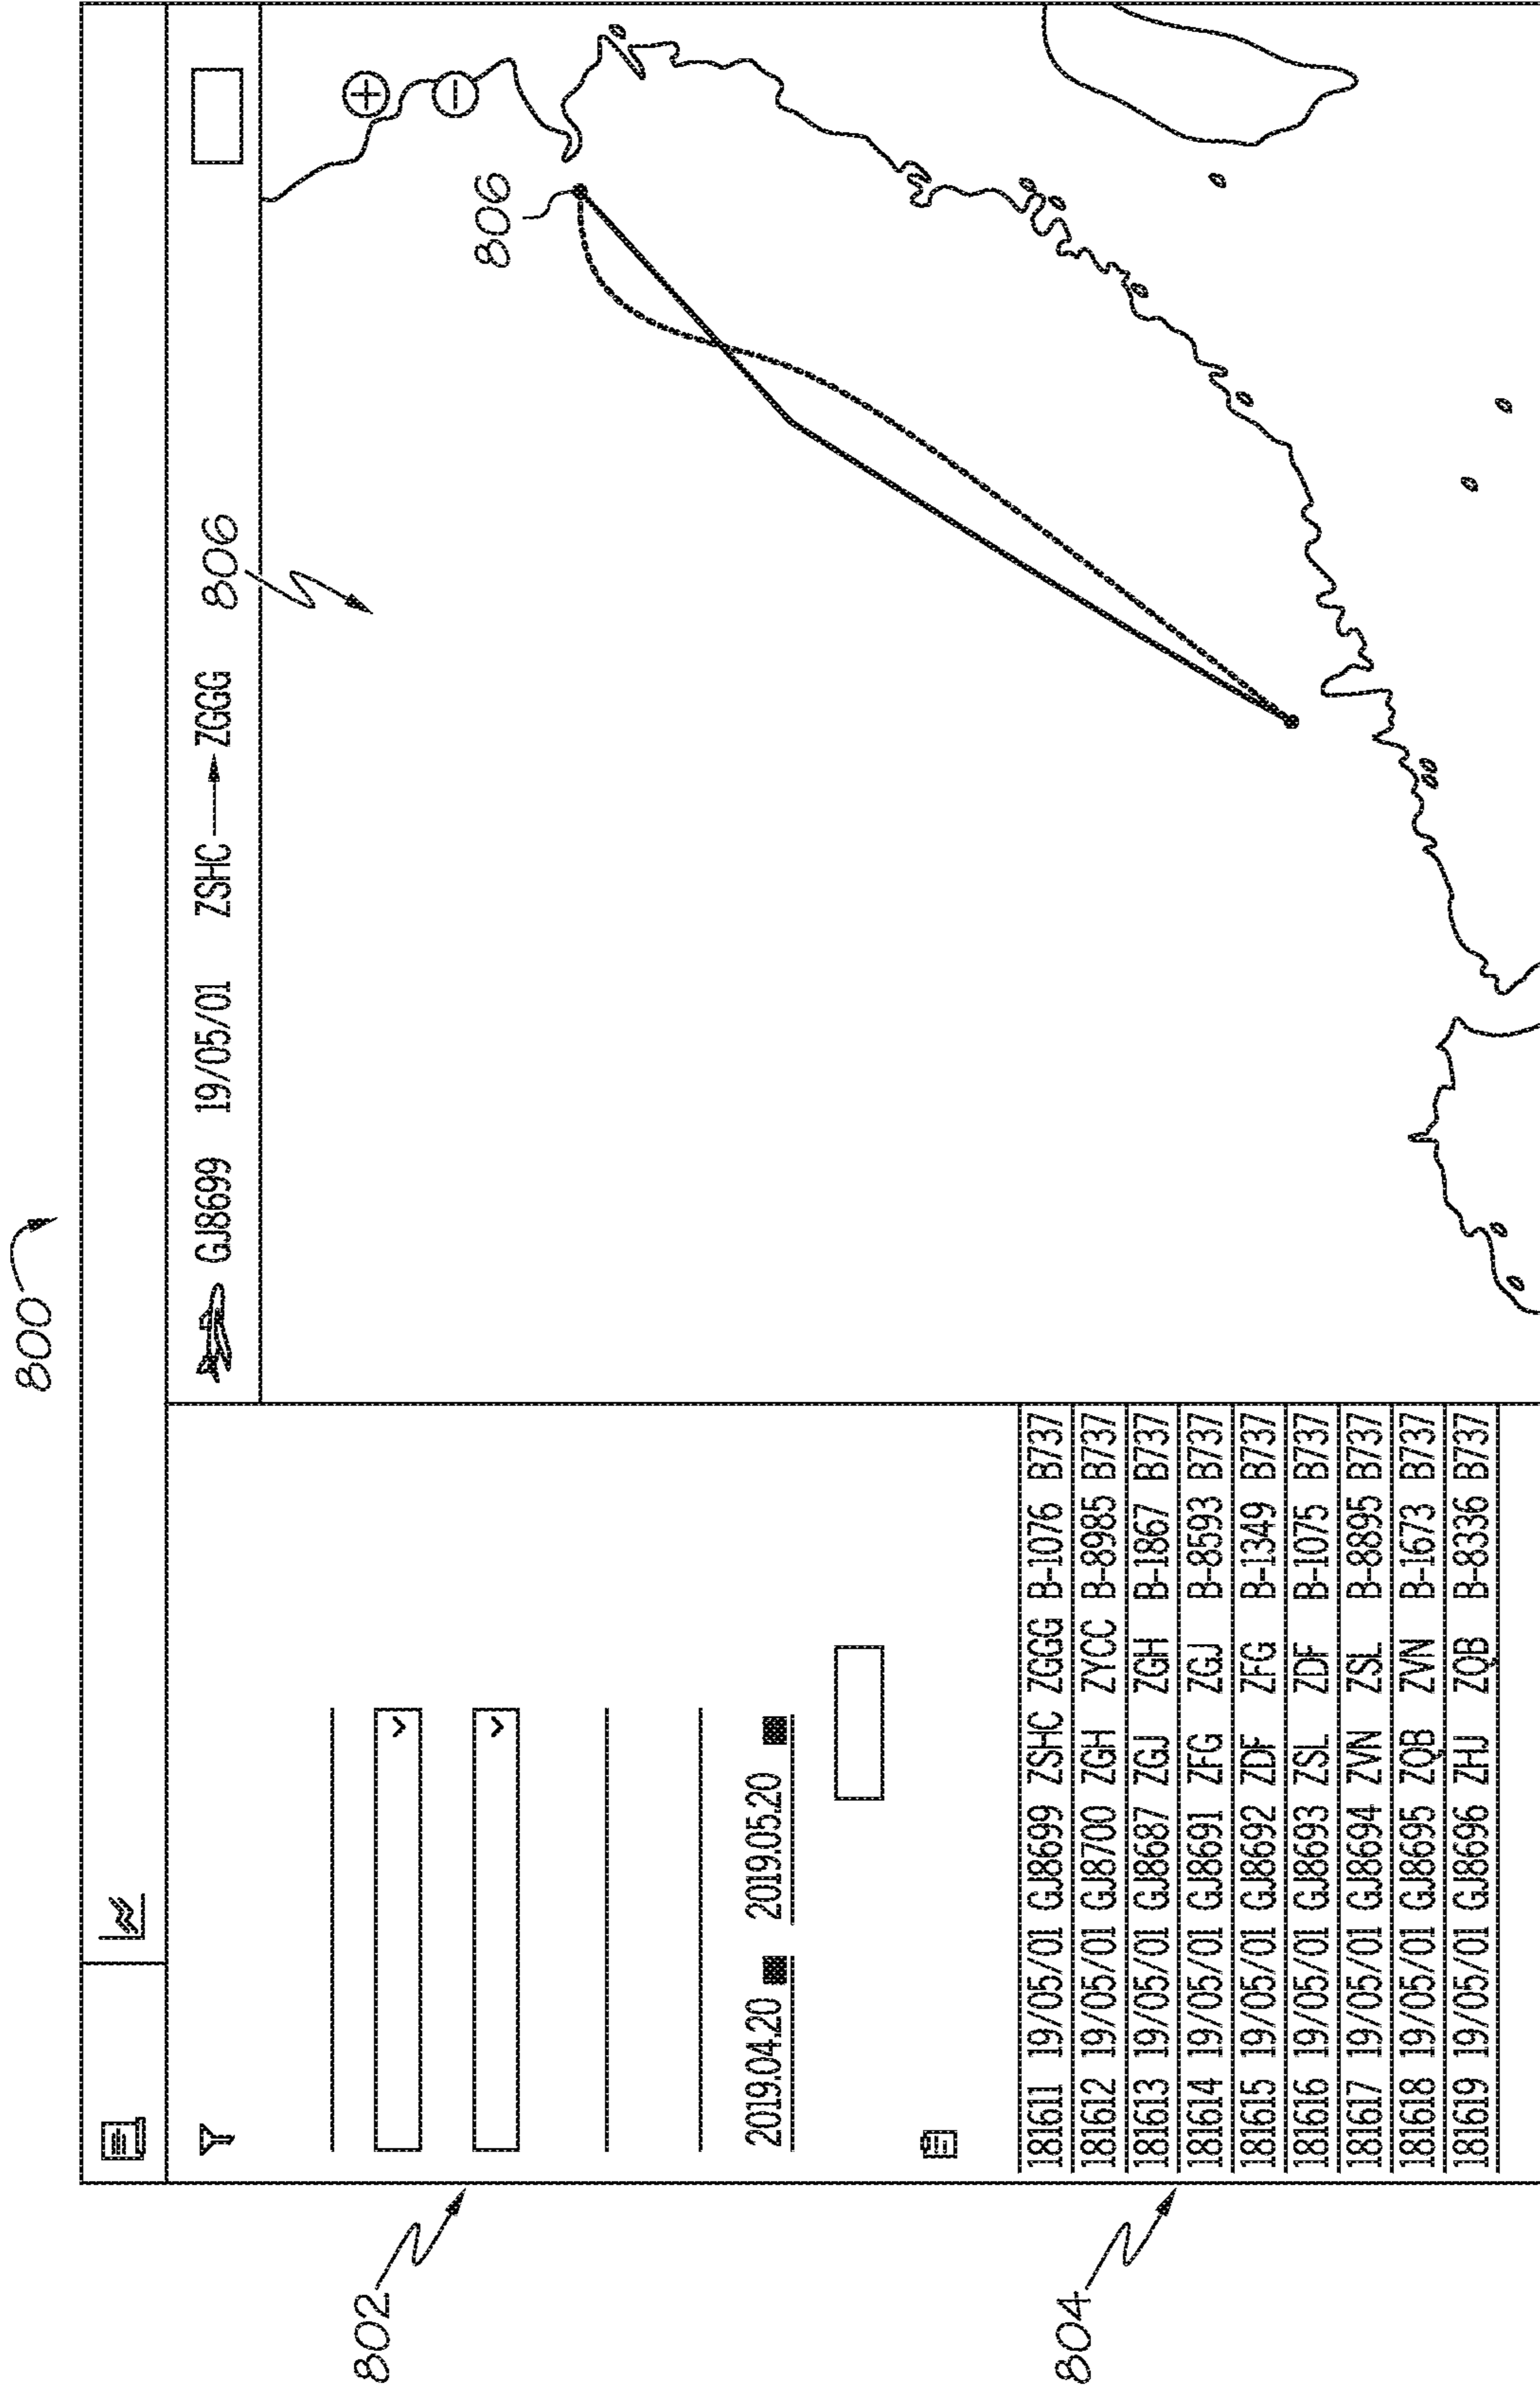 800
GJ8699 19/05/01 ZSHC ZGGG 806
806
802
2019.04.20 2019.05.20
804
181611 19/05/01 GJ8699 ZSHC ZGGG B-1076 B737
181612 19/05/01 GJ8700 ZGH ZYCC B-8985 B737
181613 19/05/01 GJ8687 ZGJ ZGH B-1867 B737
181614 19/05/01 GJ8691 ZFG ZGJ B-8593 B737
181615 19/05/01 GJ8692 ZDF ZFG B-1349 B737
181616 19/05/01 GJ8693 ZSL ZDF B-1075 B737
181617 19/05/01 GJ8694 ZVN ZSL B-8895 B737
181618 19/05/01 GJ8695 ZQB ZVN B-1673 B737
181619 19/05/01 GJ8696 ZHJ ZQB B-8336 B737